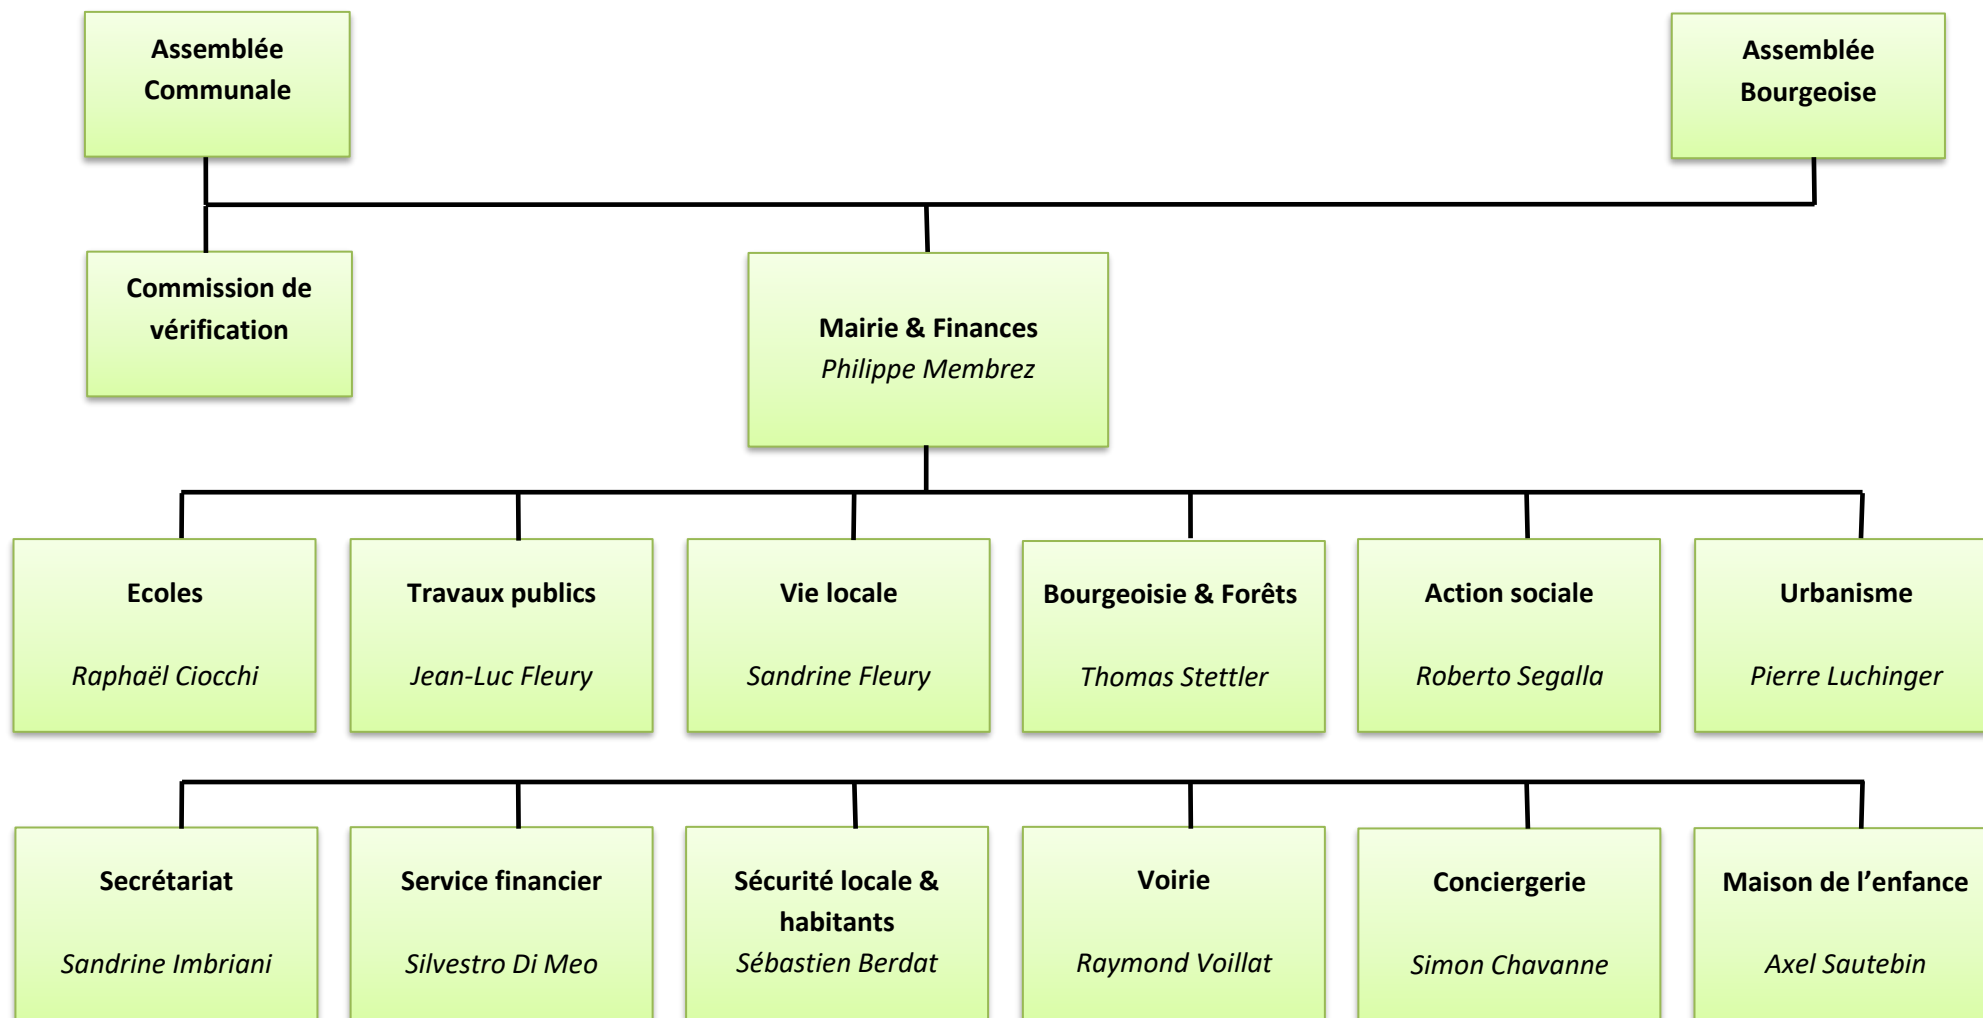 Assemblée
Communale
Assemblée
Bourgeoise
Commission de
vérification
Mairie & Finances
Philippe Membrez
Ecoles
Raphaël Ciocchi
Travaux publics
Jean-Luc Fleury
Vie locale
Sandrine Fleury
Bourgeoisie & Forêts
Thomas Stettler
Action sociale
Roberto Segalla
Urbanisme
Pierre Luchinger
Secrétariat
Sandrine Imbriani
Service financier
Silvestro Di Meo
Sécurité locale &
habitants
Sébastien Berdat
Voirie
Raymond Voillat
Conciergerie
Simon Chavanne
Maison de l’enfance
Axel Sautebin